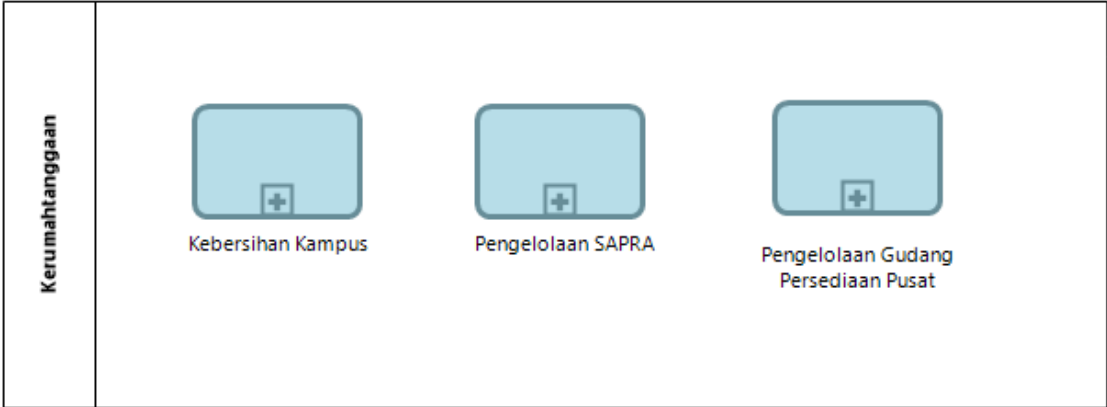 Kerumahtanggaan
Kebersihan Kampus
Pengelolaan SAPRA
Pengelolaan Gudang
Persediaan Pusat